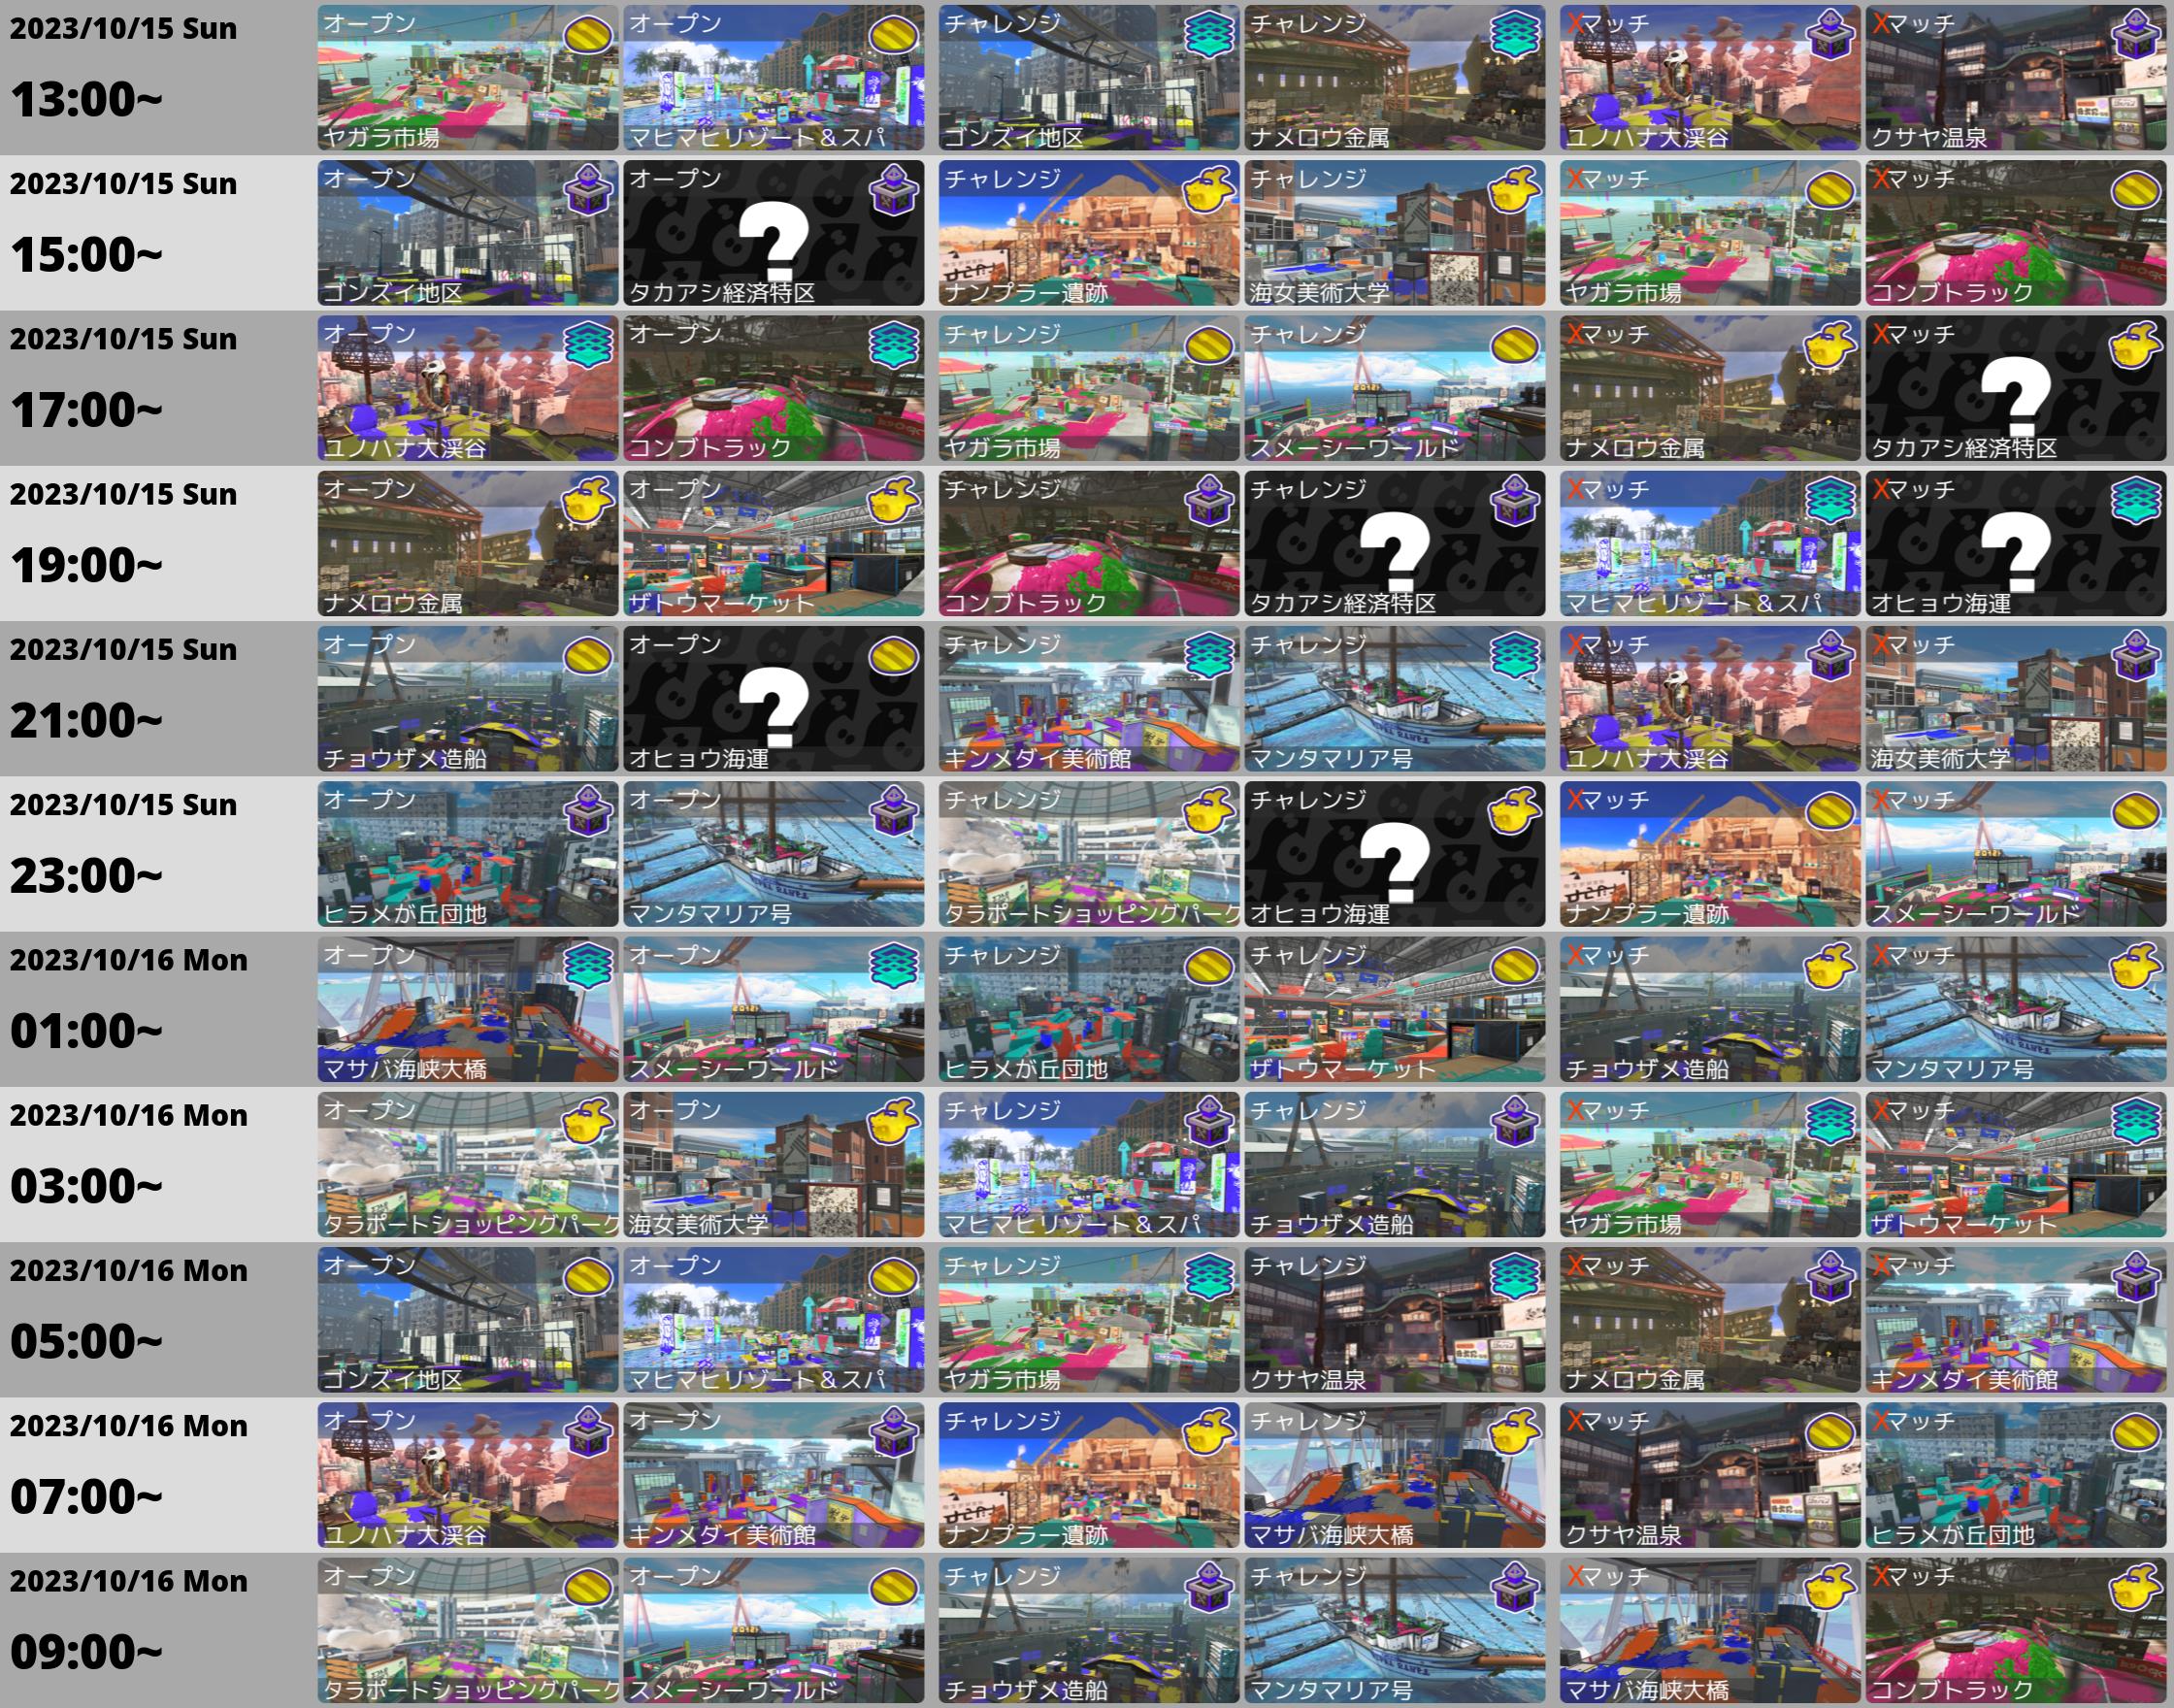 2023/10/15 Sun
13:00~
オープン オープン チャレンジ チャレンジ Xマッチ Xマッチ
ヤガラ市場 マヒマヒリゾート＆スパ ゴンズイ地区 ナメロウ金属 ユノハナ大渓谷 クサヤ温泉
2023/10/15 Sun
15:00~
オープン オープン チャレンジ チャレンジ Xマッチ Xマッチ
?
ゴンズイ地区 タカアシ経済特区 ナンプラー遺跡 海女美術大学 ヤガラ市場 コンブトラック
2023/10/15 Sun
17:00~
オープン オープン チャレンジ チャレンジ Xマッチ Xマッチ
?
ユノハナ大渓谷 コンブトラック ヤガラ市場 スメーシーワールド ナメロウ金属 タカアシ経済特区
2023/10/15 Sun
19:00~
オープン オープン チャレンジ チャレンジ Xマッチ Xマッチ
? ?
ナメロウ金属 ザトウマーケット コンブトラック タカアシ経済特区 マヒマヒリゾート＆スパ オヒョウ海運
2023/10/15 Sun
21:00~
オープン オープン チャレンジ チャレンジ Xマッチ Xマッチ
?
チョウザメ造船 オヒョウ海運 キンメダイ美術館 マンタマリア号 ユノハナ大渓谷 海女美術大学
2023/10/15 Sun
23:00~
オープン オープン チャレンジ チャレンジ Xマッチ Xマッチ
?
ヒラメが丘団地 マンタマリア号 タラポートショッピングパーク オヒョウ海運 ナンプラー遺跡 スメーシーワールド
2023/10/16 Mon
01:00~
オープン オープン チャレンジ チャレンジ Xマッチ Xマッチ
マサバ海峡大橋 スメーシーワールド ヒラメが丘団地 ザトウマーケット チョウザメ造船 マンタマリア号
2023/10/16 Mon
03:00~
オープン オープン チャレンジ チャレンジ Xマッチ Xマッチ
タラポートショッピングパーク 海女美術大学 マヒマヒリゾート＆スパ チョウザメ造船 ヤガラ市場 ザトウマーケット
2023/10/16 Mon
05:00~
オープン オープン チャレンジ チャレンジ Xマッチ Xマッチ
ゴンズイ地区 マヒマヒリゾート＆スパ ヤガラ市場 クサヤ温泉 ナメロウ金属 キンメダイ美術館
2023/10/16 Mon
07:00~
オープン オープン チャレンジ チャレンジ Xマッチ Xマッチ
ユノハナ大渓谷 キンメダイ美術館 ナンプラー遺跡 マサバ海峡大橋 クサヤ温泉 ヒラメが丘団地
2023/10/16 Mon
09:00~
オープン オープン チャレンジ チャレンジ Xマッチ Xマッチ
タラポートショッピングパーク スメーシーワールド チョウザメ造船 マンタマリア号 マサバ海峡大橋 コンブトラック